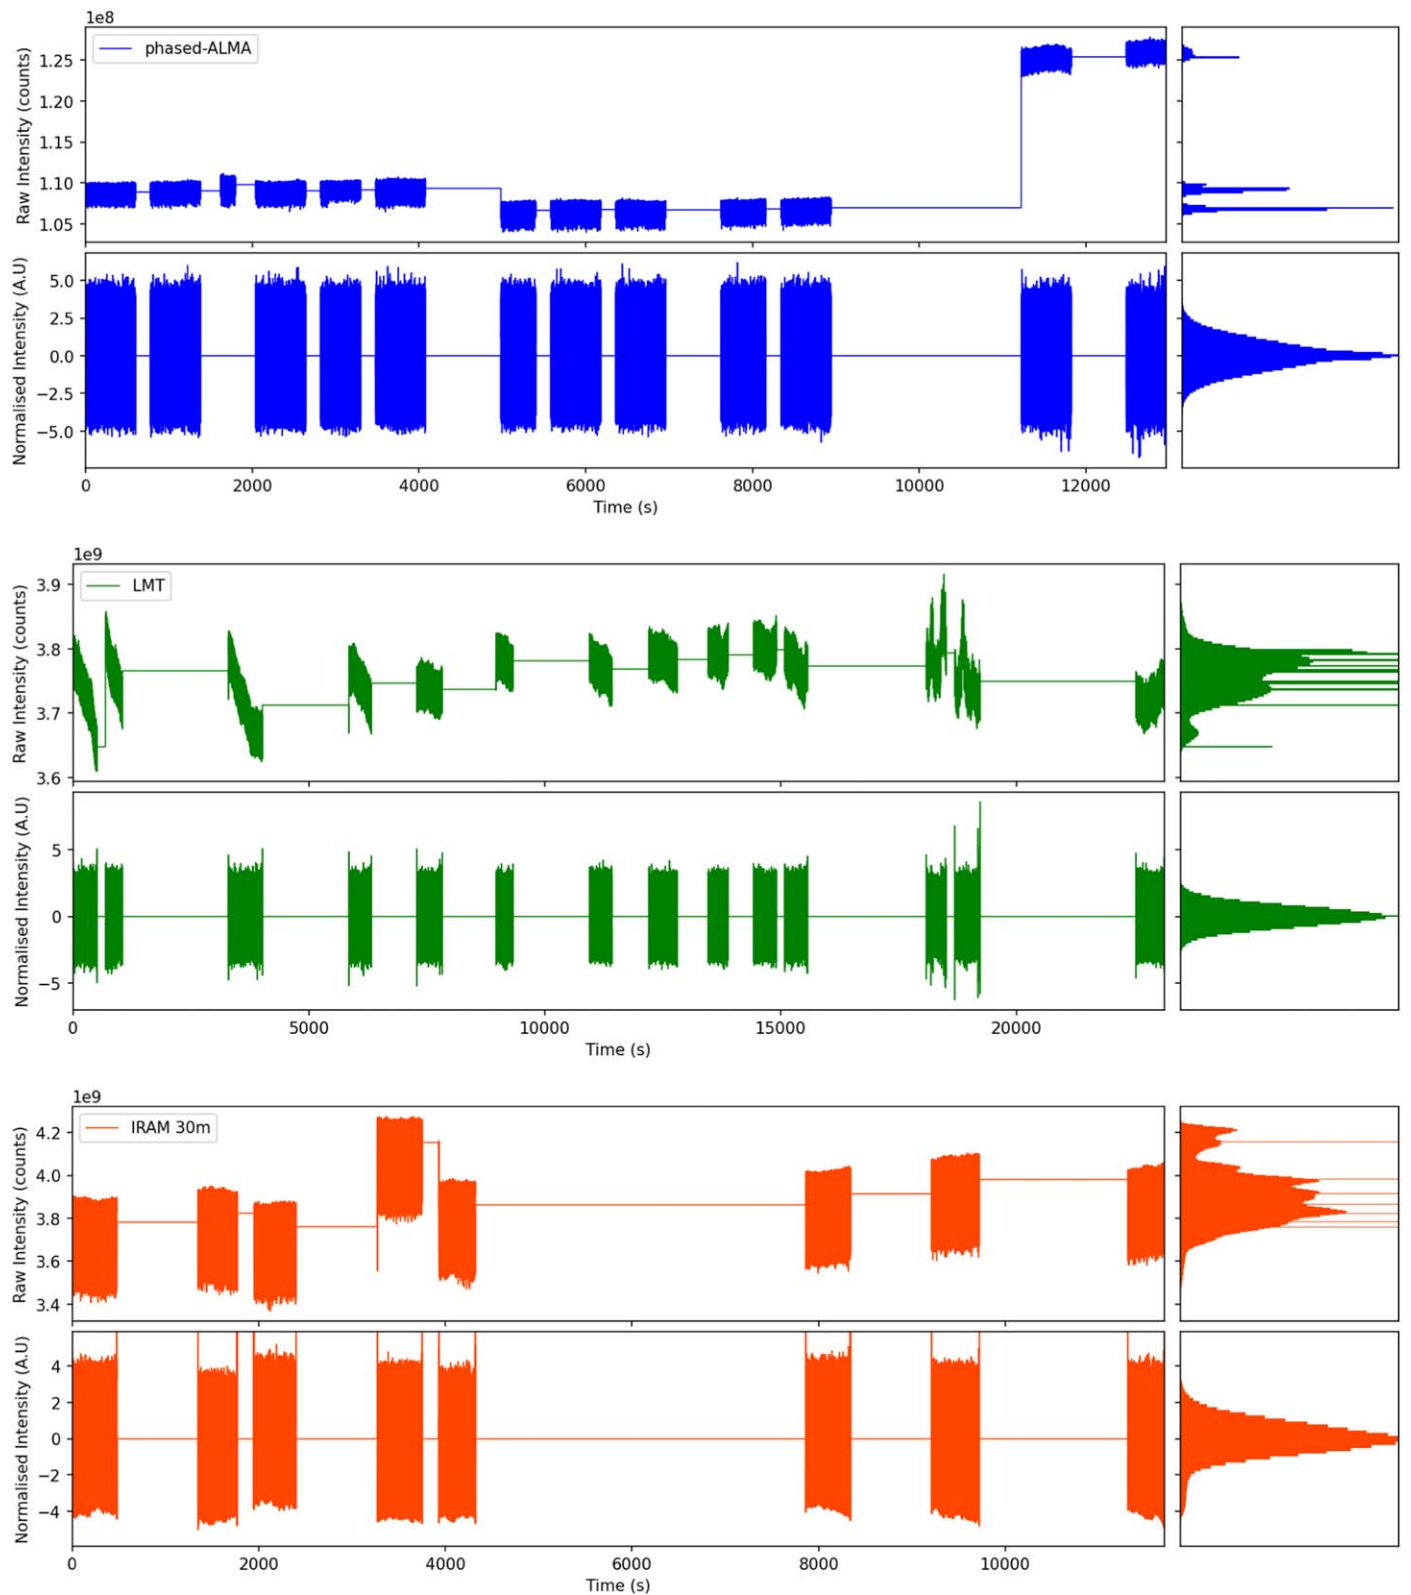 1e8
phased-ALMA
Raw Intensity (counts)
1.25
1.20
1.15
1.10
1.05
Normalised Intensity (A.U)
5.0
2.5
0.0
−2.5
−5.0
0 2000 4000 6000 8000 10000 12000
Time (s)
1e9
LMT
Raw Intensity (counts)
3.9
3.8
3.7
3.6
Normalised Intensity (A.U)
5
0
−5
0 5000 10000 15000 20000
Time (s)
1e9
IRAM 30m
Raw Intensity (counts)
4.2
4.0
3.8
3.6
3.4
Normalised Intensity (A.U)
4
2
0
−2
−4
0 2000 4000 6000 8000 10000
Time (s)